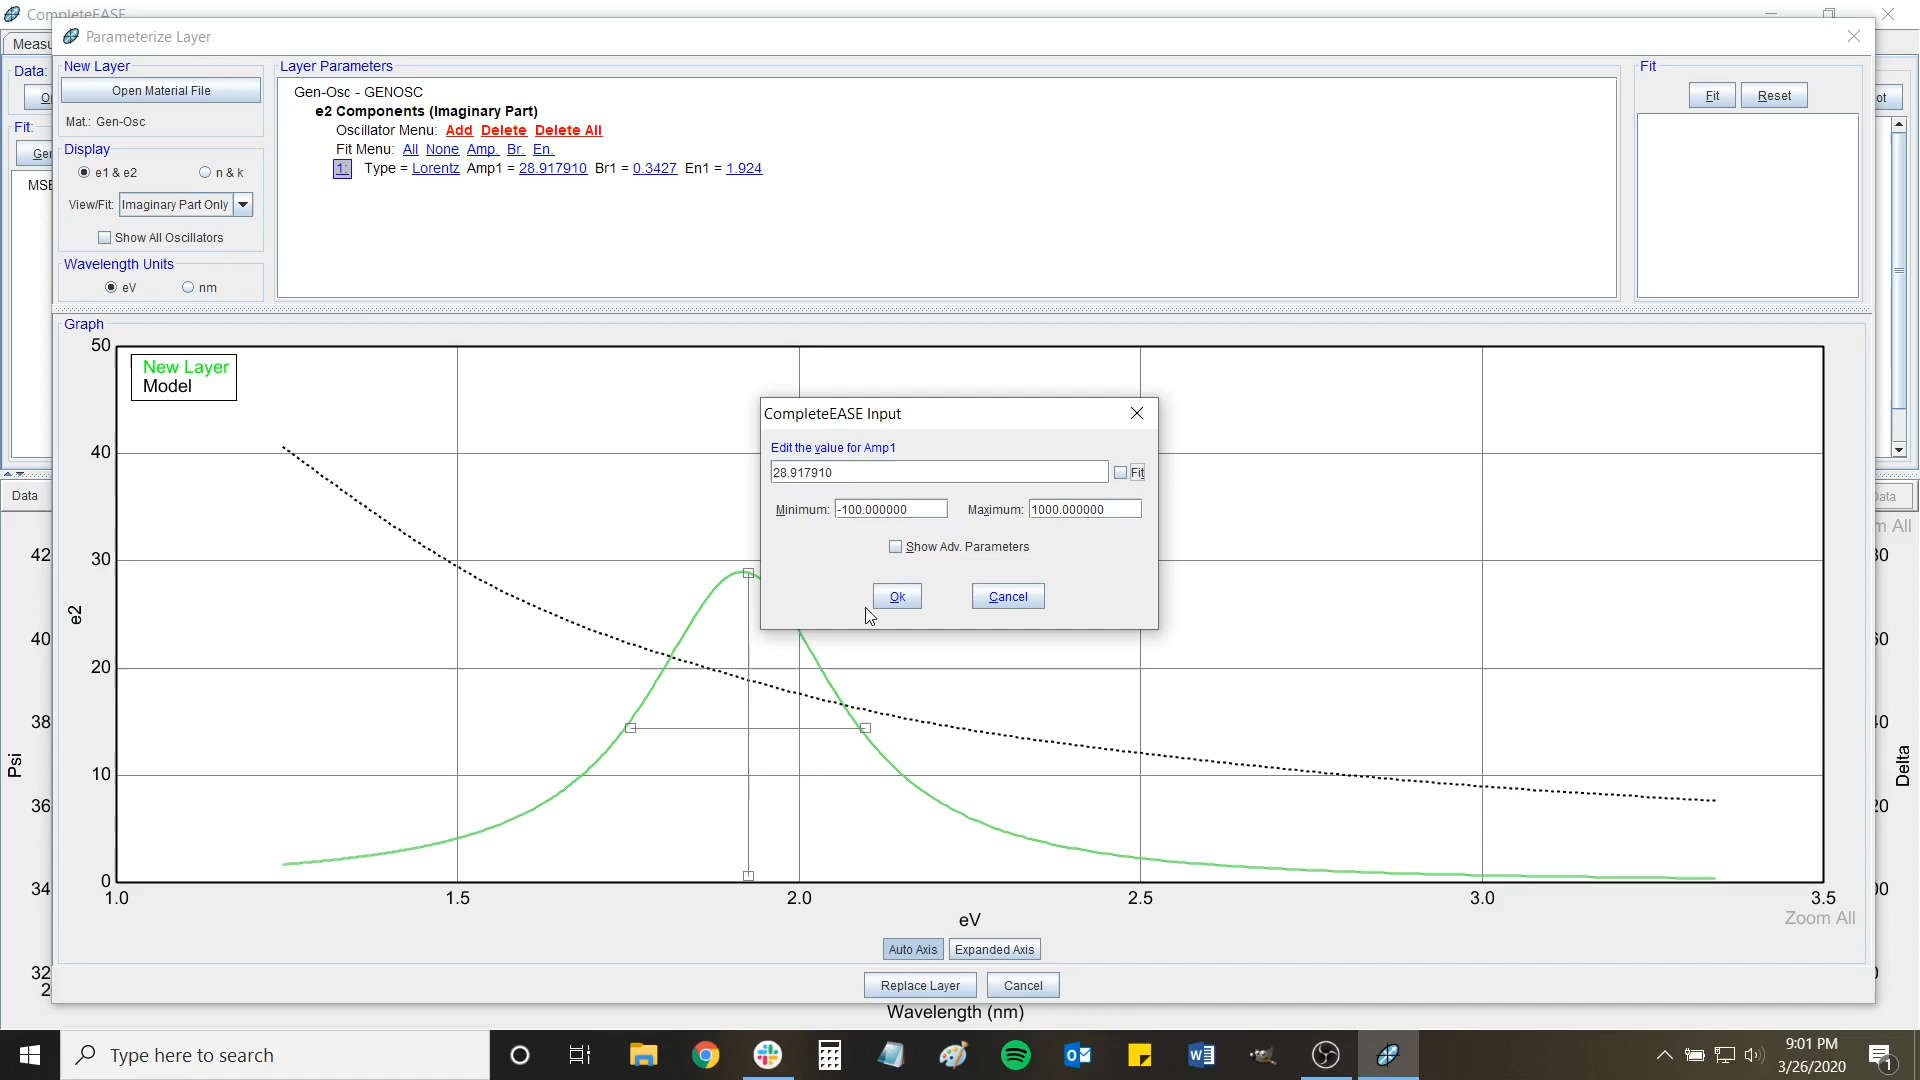 CompleteEASE
Parameterize Layer
Measu
Data:
Fit:
Ger
MSE
Data
New Layer
Open Material File
Mat.: Gen-Osc
Display
e1 & e2
n & k
View/Fit:
Imaginary Part Only
Show All Oscillators
Wavelength Units
eV
nm
Layer Parameters
Gen-Osc - GENOSC
e2 Components (Imaginary Part)
Oscillator Menu: Add Delete Delete All
Fit Menu: All None Amp. Br. En.
1: Type = Lorentz Amp1 = 28.917910 Br1 = 0.3427 En1 = 1.924
Fit
Fit
Reset
ot
Graph
New Layer
Model
50
40
30
20
10
0
e2
1.0
1.5
2.0
2.5
3.0
3.5
eV
Zoom All
CompleteEASE Input
Edit the value for Amp1
28.917910
Fit
Minimum: -100.000000
Maximum: 1000.000000
Show Adv. Parameters
Ok
Cancel
Auto Axis
Expanded Axis
Replace Layer
Cancel
42
40
38
36
34
32
2
Psi
Delta
Wavelength (nm)
Type here to search
9:01 PM
3/26/2020
1